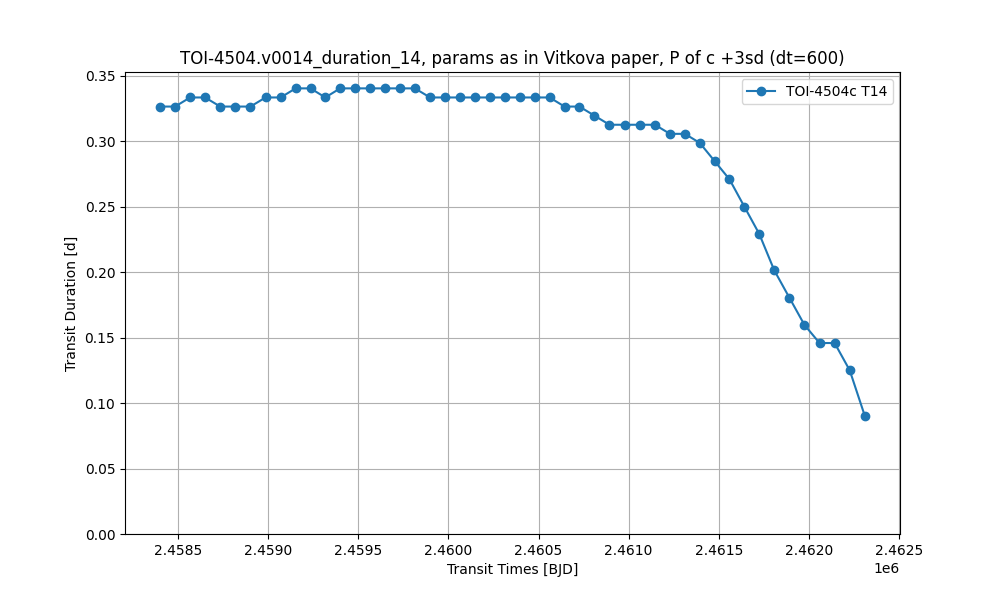 TOI-4504.v0014_duration_14, params as in Vitkova paper, P of c +3sd (dt=600)
TOI-4504c T14
0.35
0.30
0.25
0.20
0.15
0.10
0.05
0.00
Transit Duration [d]
2.4585 2.4590 2.4595 2.4600 2.4605 2.4610 2.4615 2.4620 2.4625
1e6
Transit Times [BJD]